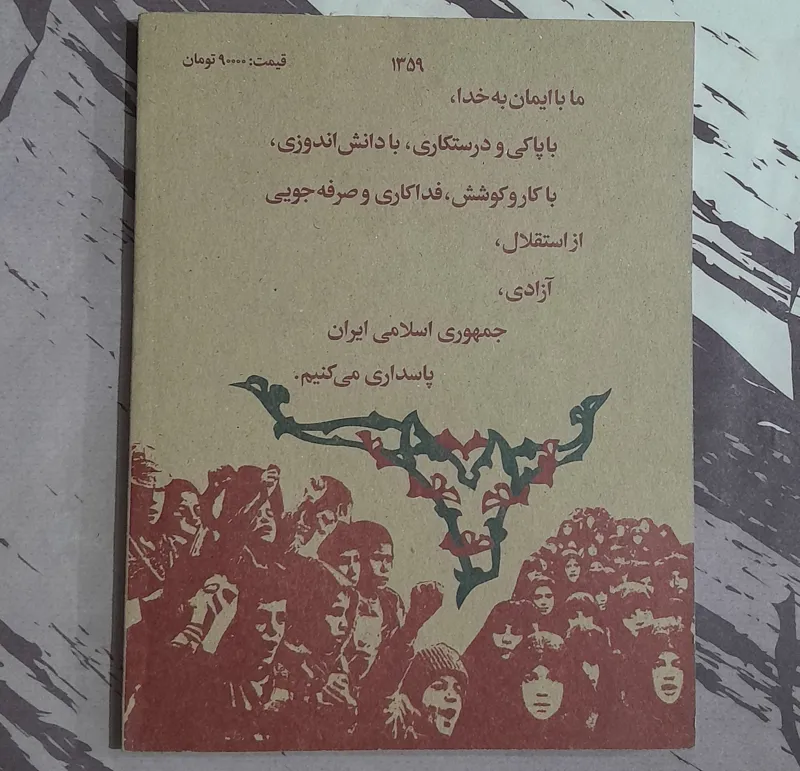 ۱۳۵۹
قیمت: ۹۰۰۰۰ تومان
ما با ایمان به خدا،
با پاکی و درستکاری، با دانش اندوزی،
با کار و کوشش، فداکاری و صرفه جویی
از استقلال،
آزادی،
جمهوری اسلامی ایران
پاسداری می‌کنیم.